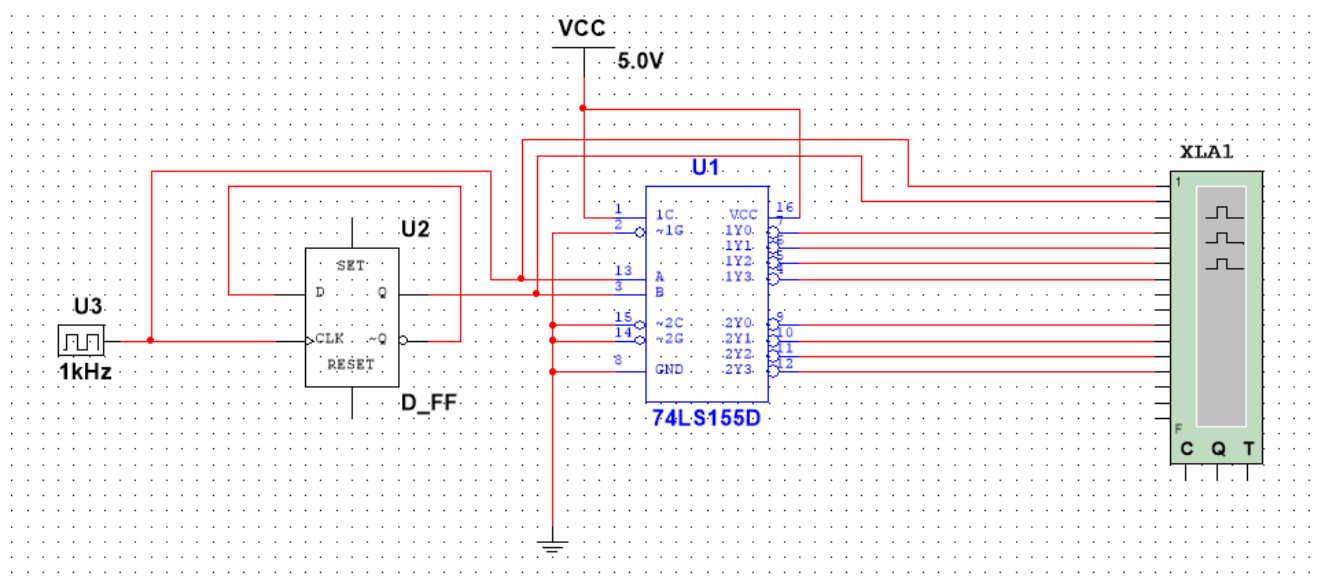 VCC
5.0V
U3
1kHz
U2
SET
D Q
CLK ~Q
RESET
D_FF
U1
1 1C VCC 16
2 ~1G 1Y0 7
1Y1 6
1Y2 5
13 A 1Y3 4
3 B
15 ~2C 2Y0 9
14 ~2G 2Y1 10
2Y2 11
8 GND 2Y3 12
74LS155D
XLA1
1
F
C Q T